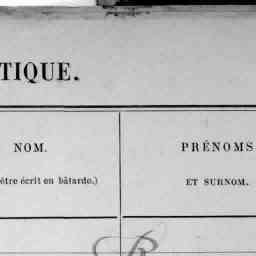 TIQUE.
NOM.
PRÉNOMS
être écrit en bâtarde.)
ET SURNOM.
R